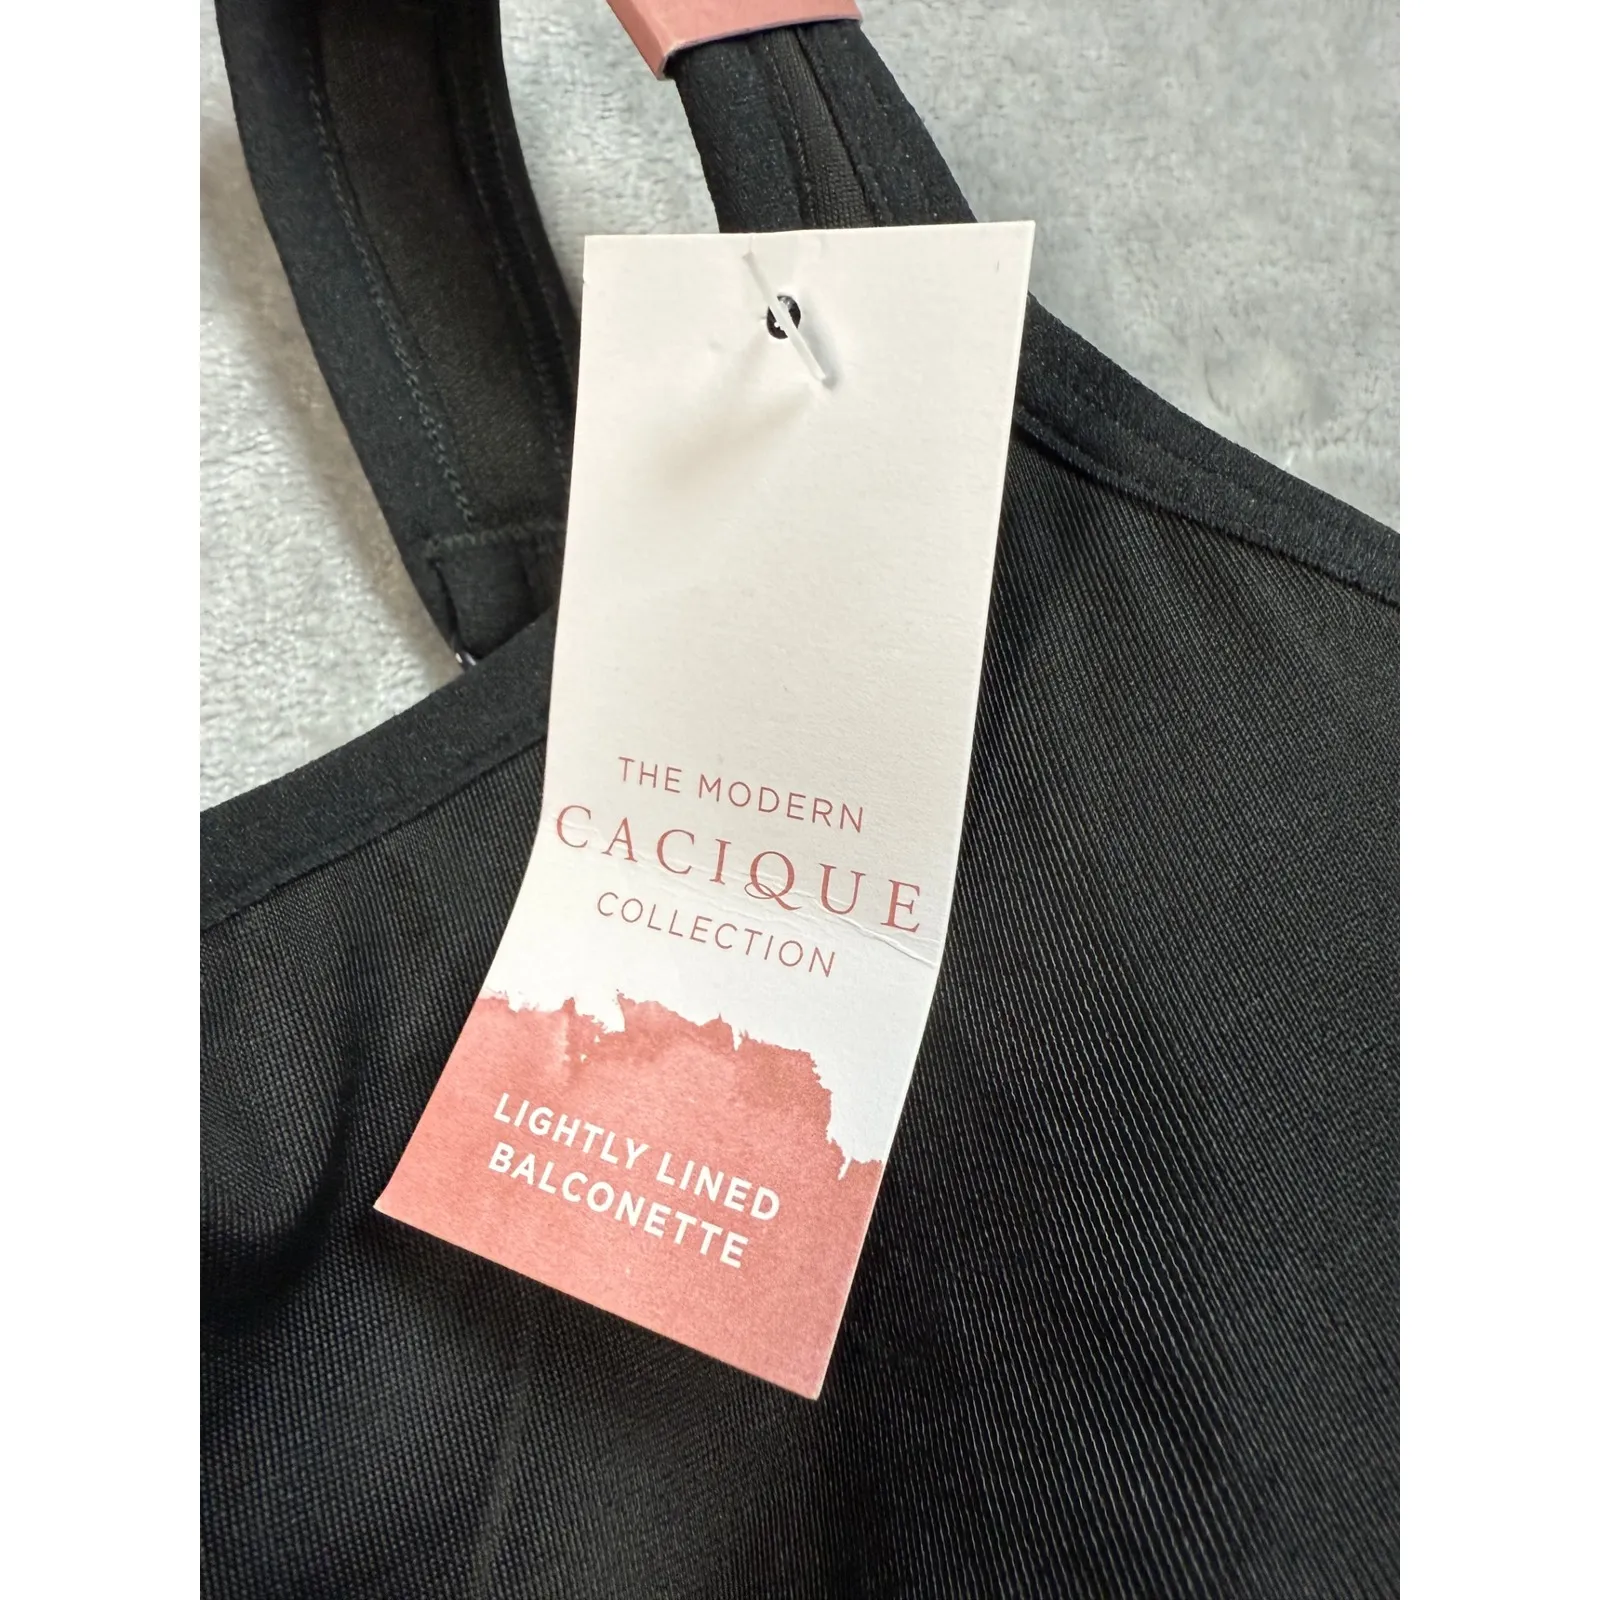 THE MODERN
CACIQUE
COLLECTION
LIGHTLY LINED
BALCONETTE